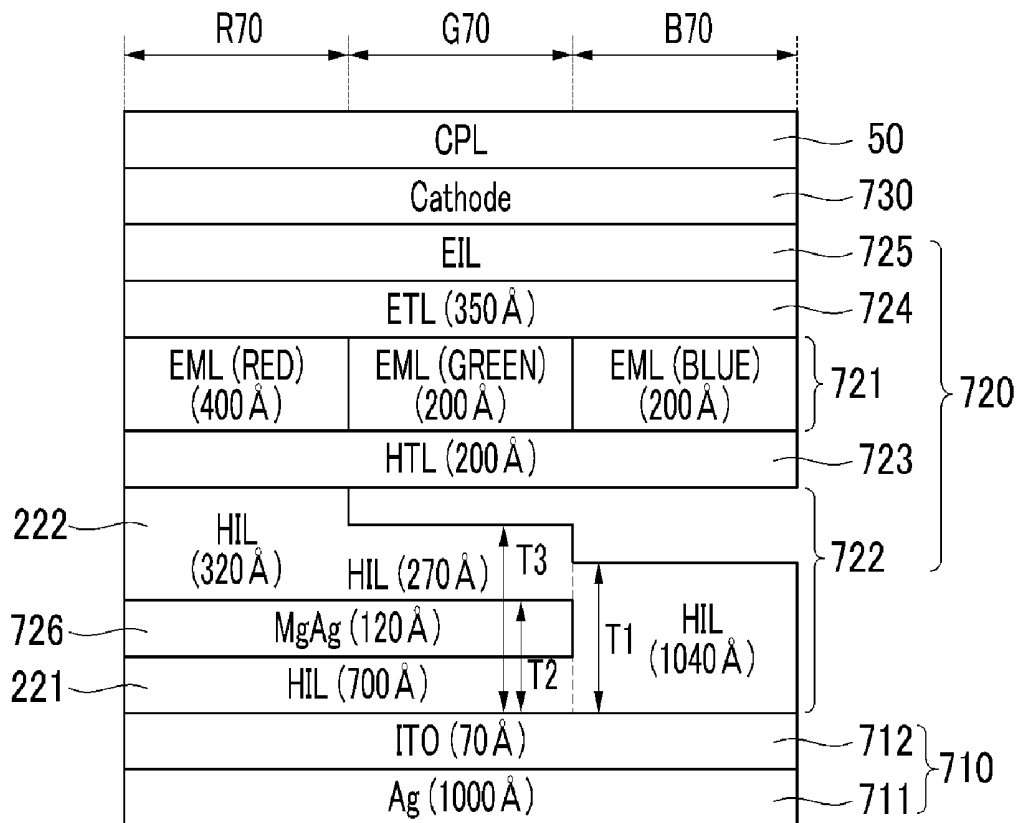 R70 G70 B70
CPL 50
Cathode 730
EIL 725
ETL (350Å) 724
EML (RED) EML (GREEN) EML (BLUE) 721
(400Å) (200Å) (200Å) 720
HTL (200Å) 723
222 HIL T3 722
(320Å) HIL (270Å)
726 MgAg (120Å) T1 HIL
(1040Å)
221 HIL (700Å) T2
ITO (70Å) 712
710
Ag (1000Å) 711